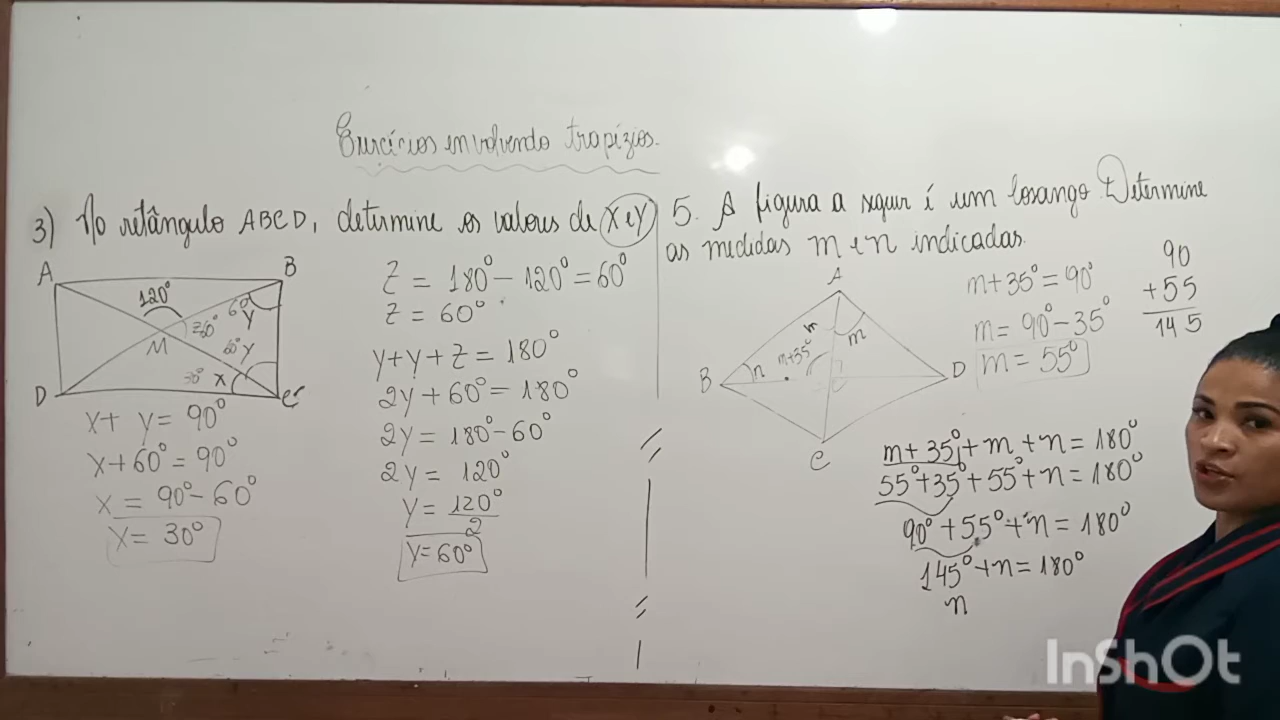 Exercícios envolvendo trapézios.
3) No retângulo ABCD, determine os valores de x e y
A
B
120°
60
y
z60°
M
60° y
30° x
D
C
x + y = 90°
x + 60° = 90°
x = 90° - 60°
x = 30°
z = 180° - 120° = 60°
z = 60°
y + y + z = 180°
2y + 60° = 180°
2y = 180° - 60°
2y = 120°
y = 120°
2
y = 60°
5. A figura a seguir é um losango. Determine
as medidas m e n indicadas.
A
m
m
m+35°
B
n
D
C
m + 35° = 90°
m = 90° - 35°
m = 55°
90
+ 55
145
m + 35° + m + n = 180°
55° + 35° + 55° + n = 180°
90° + 55° + n = 180°
145° + n = 180°
n
InShOt